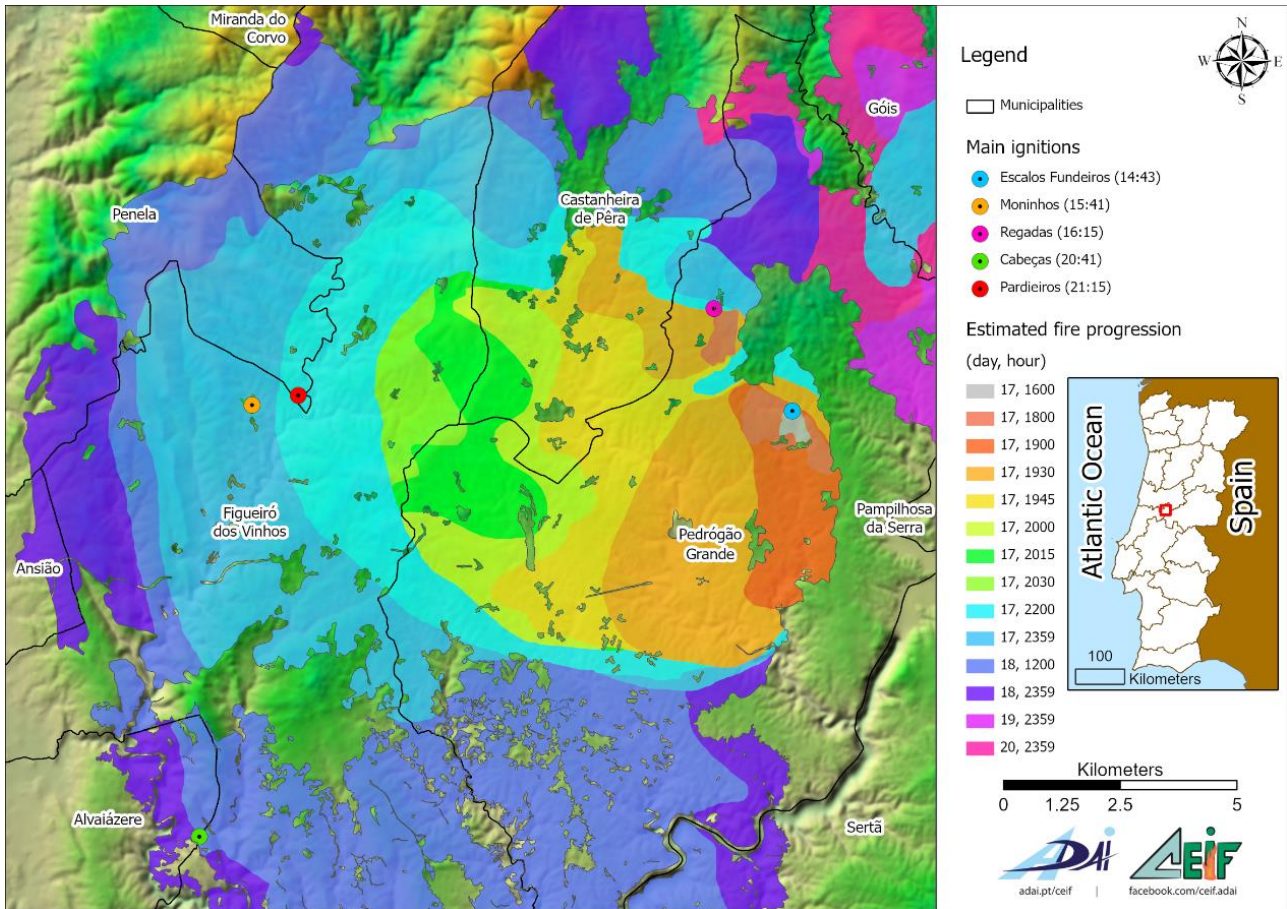 Miranda do
Corvo
Góis
Penela
Castanheira
de Pêra
Figueiró
dos Vinhos
Pedrógão
Grande
Pampilhosa
da Serra
Ansião
Alvaiázere
Sertã
N
W
E
S
Legend
Municipalities
Main ignitions
Escalos Fundeiros (14:43)
Moninhos (15:41)
Regadas (16:15)
Cabeças (20:41)
Pardieiros (21:15)
Estimated fire progression
(day, hour)
17, 1600
17, 1800
17, 1900
17, 1930
17, 1945
17, 2000
17, 2015
17, 2030
17, 2200
17, 2359
18, 1200
18, 2359
19, 2359
20, 2359
Atlantic Ocean
Spain
100
Kilometers
Kilometers
0 1.25 2.5 5
ADAI
CEIF
adai.pt/ceif | facebook.com/ceif.adai